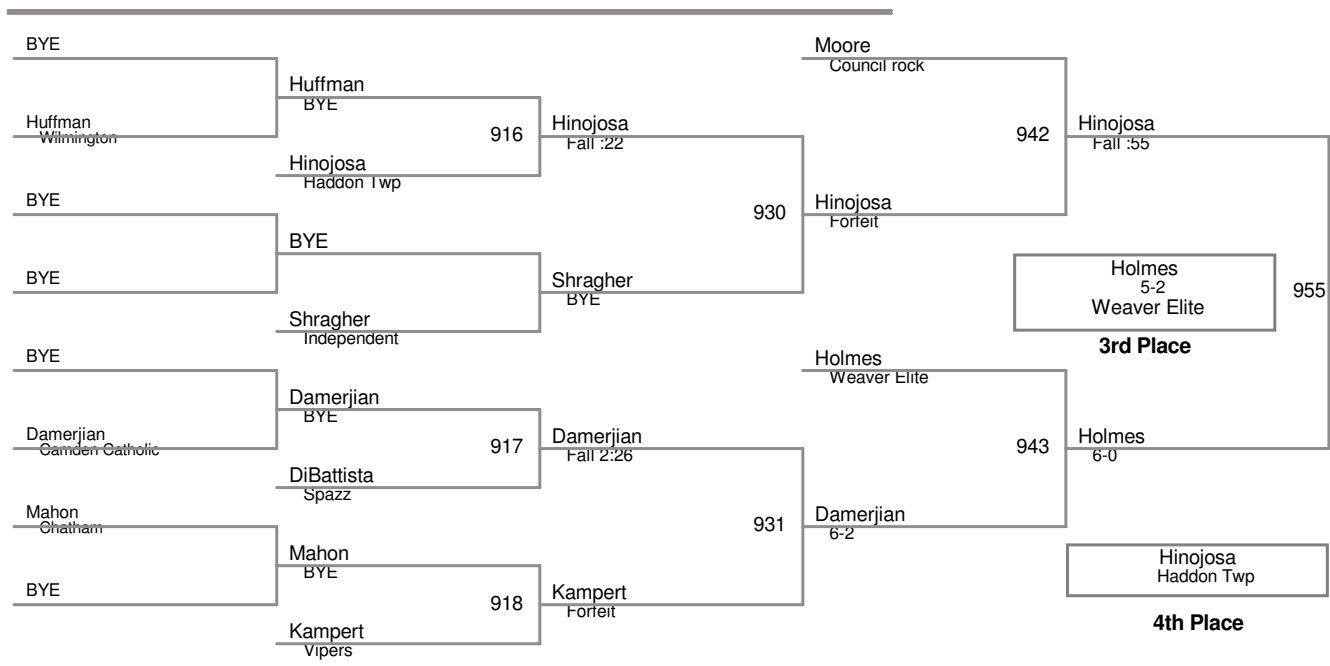 BYE
Moore
Council rock
Huffman
BYE
Huffman
Wilmington
916
Hinojosa
Fall :22
942
Hinojosa
Fall :55
Hinojosa
Haddon Twp
BYE
930
Hinojosa
Forfeit
BYE
BYE
Shragher
BYE
Holmes
5-2
Weaver Elite
955
Shragher
Independent
3rd Place
BYE
Holmes
Weaver Elite
Damerjian
BYE
Damerjian
Camden Catholic
917
Damerjian
Fall 2:26
943
Holmes
6-0
DiBattista
Spazz
Mahon
Chatham
931
Damerjian
6-2
Mahon
BYE
Hinojosa
Haddon Twp
BYE
918
Kampert
Forfeit
4th Place
Kampert
Vipers